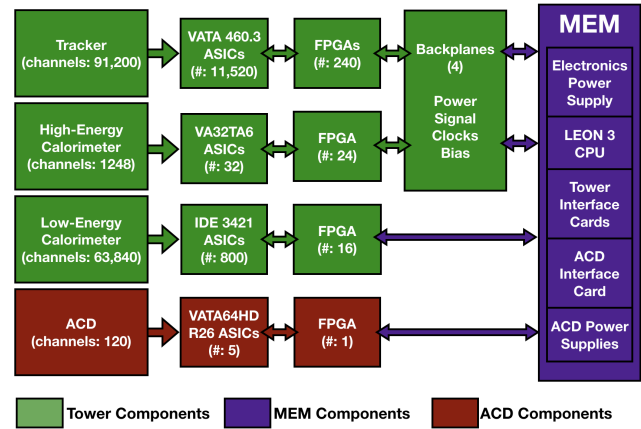 Tracker
(channels: 91,200)
VATA 460.3
ASICs
(#: 11,520)
FPGAs
(#: 240)
Backplanes
(4)
Power
Signal
Clocks
Bias
High-Energy
Calorimeter
(channels: 1248)
VA32TA6
ASICs
(#: 32)
FPGA
(#: 24)
Low-Energy
Calorimeter
(channels: 63,840)
IDE 3421
ASICs
(#: 800)
FPGA
(#: 16)
ACD
(channels: 120)
VATA64HD
R26 ASICs
(#: 5)
FPGA
(#: 1)
MEM
Electronics
Power
Supply
LEON 3
CPU
Tower
Interface
Cards
ACD
Interface
Card
ACD Power
Supplies
Tower Components
MEM Components
ACD Components